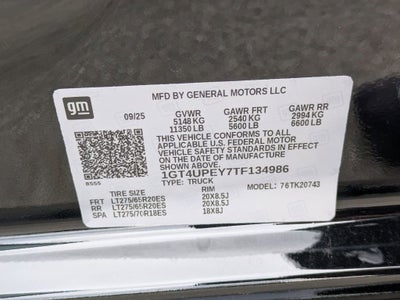 gm
MFD BY GENERAL MOTORS LLC
09/25 GVWR GAWR FRT GAWR RR
5148 KG 2540 KG 2994 KG
11350 LB 5600 LB 6600 LB
THIS VEHICLE CONFORMS TO ALL
APPLICABLE U.S. FEDERAL MOTOR
VEHICLE SAFETY STANDARDS IN EFFECT
ON THE DATE OF MANUFACTURE SHOWN ABOVE.
1GT4UPEY7TF134986
TYPE: TRUCK MODEL: 76TK20743
TIRE SIZE RIM
FRT LT275/65R20ES 20X8.5J
RR LT275/65R20ES 20X8.5J
SPA LT275/70R18ES 18X8J